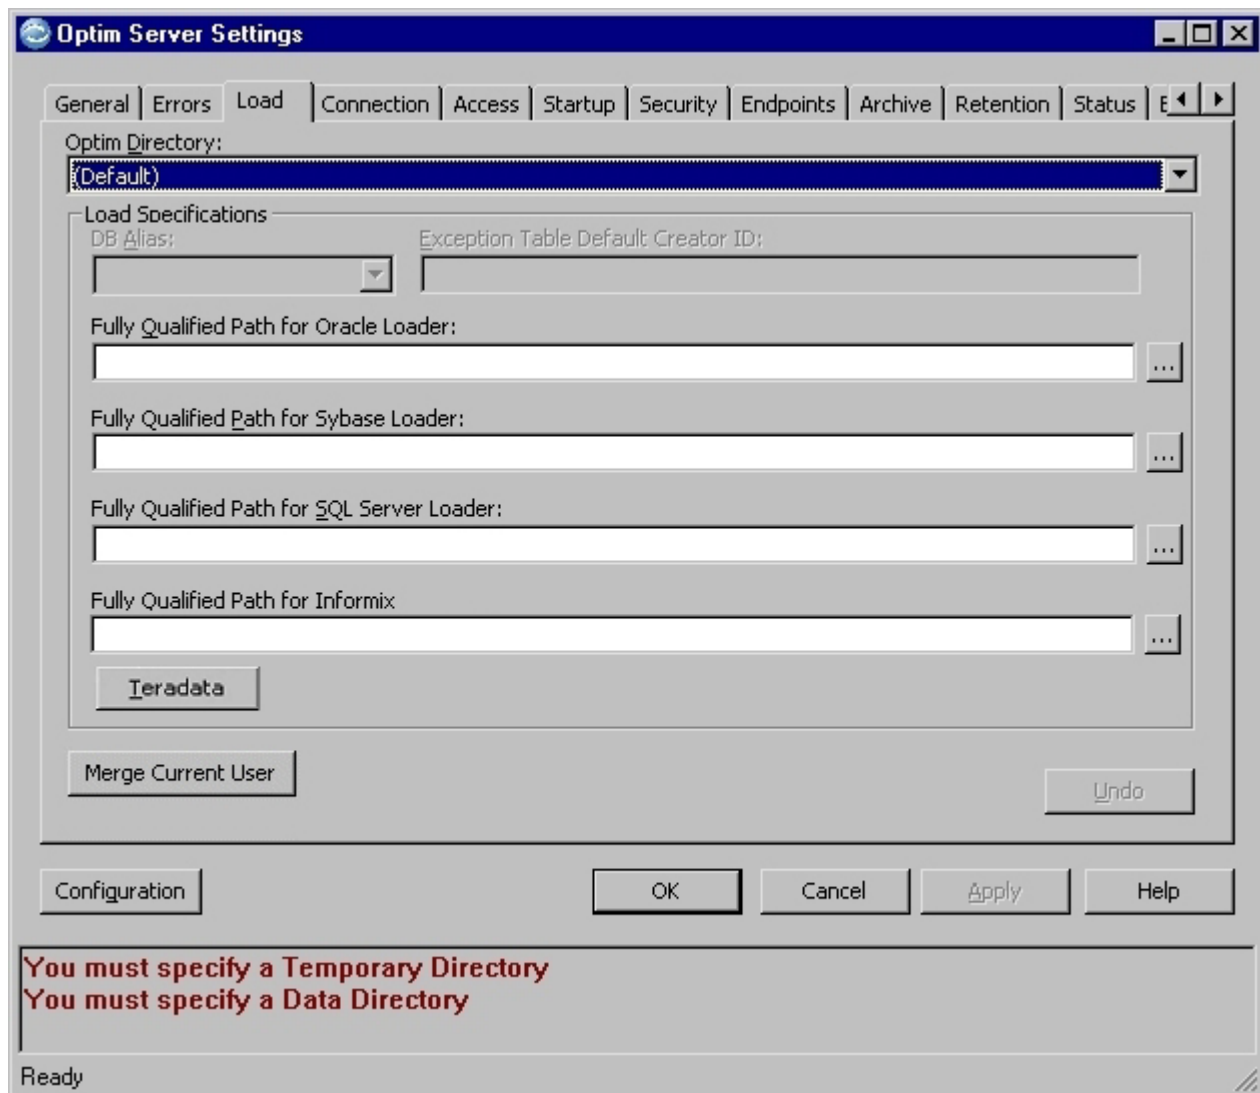 Optim Server Settings
General Errors Load Connection Access Startup Security Endpoints Archive Retention Status
Optim Directory:
(Default)
Load Specifications
DB Alias: Exception Table Default Creator ID:
Fully Qualified Path for Oracle Loader:
...
Fully Qualified Path for Sybase Loader:
...
Fully Qualified Path for SQL Server Loader:
...
Fully Qualified Path for Informix
...
Teradata
Merge Current User
Undo
Configuration OK Cancel Apply Help
You must specify a Temporary Directory
You must specify a Data Directory
Ready